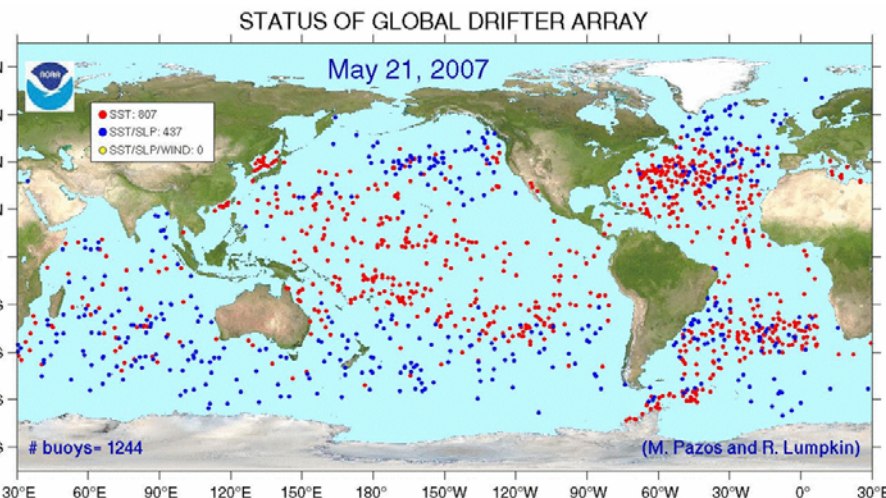 STATUS OF GLOBAL DRIFTER ARRAY
May 21, 2007
NOAA
SST: 807
SST/SLP: 437
SST/SLP/WIND: 0
# buoys= 1244
(M. Pazos and R. Lumpkin)
N
N
N
N
S
S
S
S
30°E 60°E 90°E 120°E 150°E 180° 150°W 120°W 90°W 60°W 30°W 0° 30°E